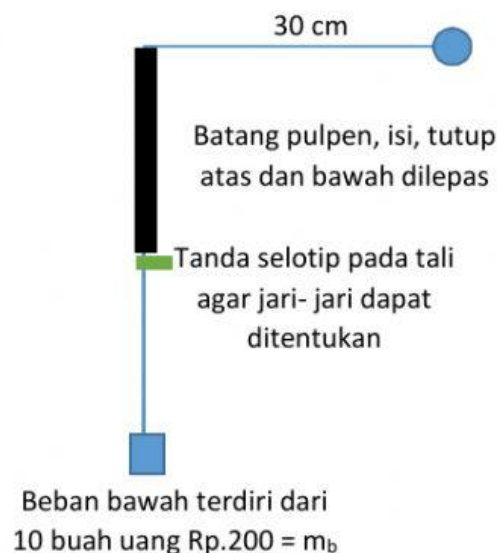 30 cm
Batang pulpen, isi, tutup
atas dan bawah dilepas
Tanda selotip pada tali
agar jari- jari dapat
ditentukan
Beban bawah terdiri dari
10 buah uang Rp.200 = mb